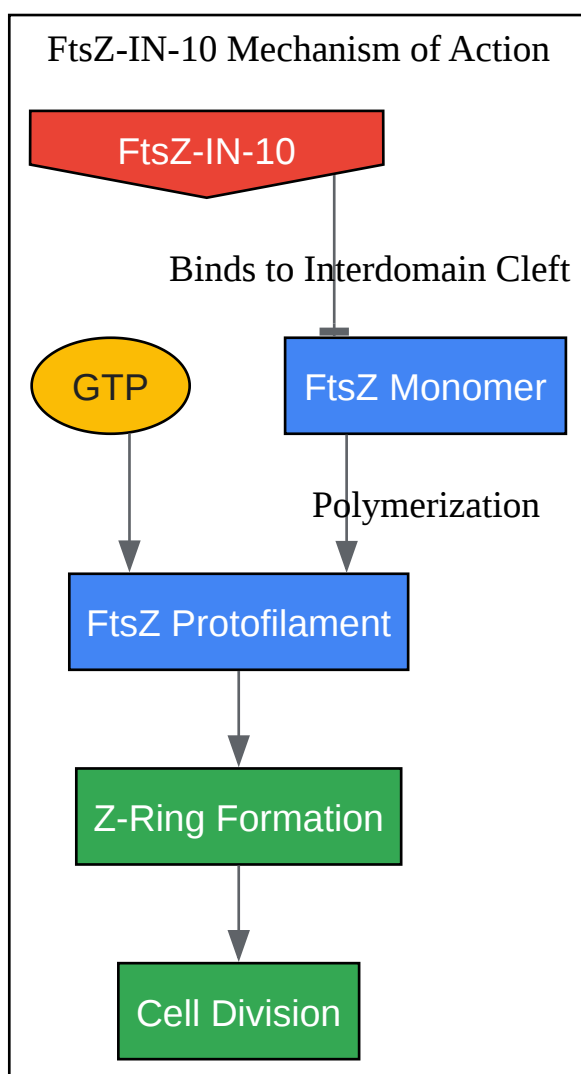 FtsZ-IN-10 Mechanism of Action
FtsZ-IN-10
Binds to Interdomain Cleft
GTP
FtsZ Monomer
Polymerization
FtsZ Protofilament
Z-Ring Formation
Cell Division